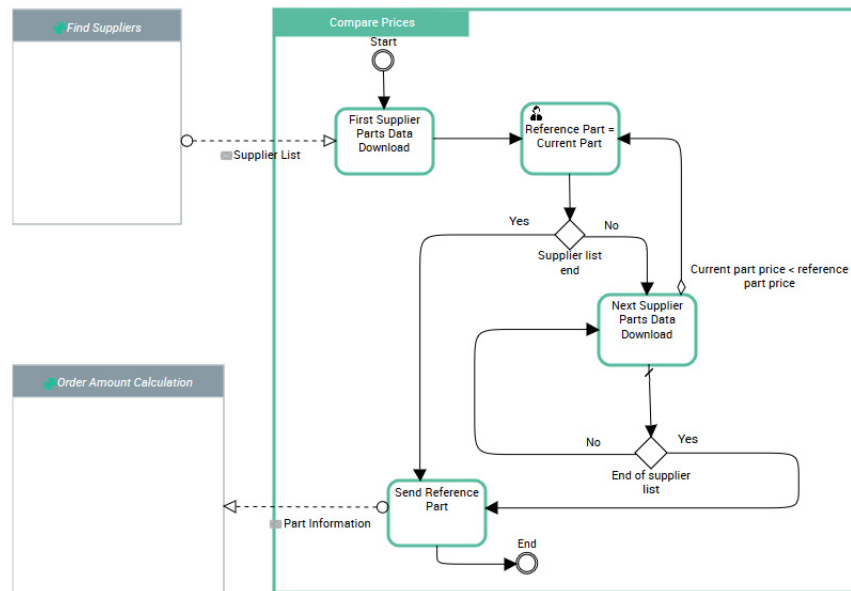 Find Suppliers
Compare Prices
Start
First Supplier
Parts Data
Download
Reference Part =
Current Part
Supplier List
Yes
No
Supplier list
end
Current part price < reference
part price
Next Supplier
Parts Data
Download
Order Amount Calculation
No
Yes
End of supplier
list
Send Reference
Part
Part Information
End